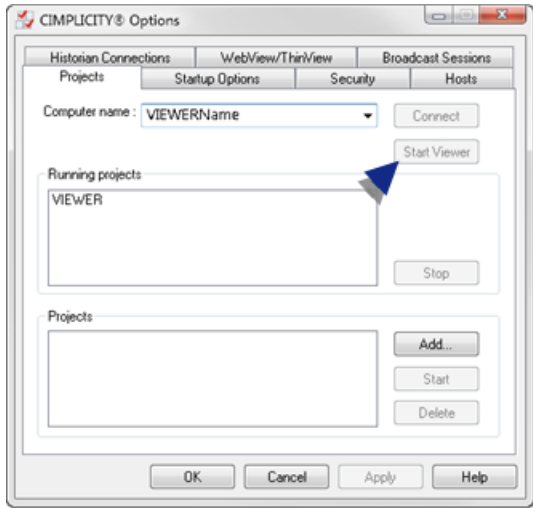 CIMPLICITY® Options
Historian Connections WebView/ThinView Broadcast Sessions
Projects Startup Options Security Hosts
Computer name : VIEWERName Connect
Start Viewer
Running projects
VIEWER
Stop
Projects
Add...
Start
Delete
OK Cancel Apply Help